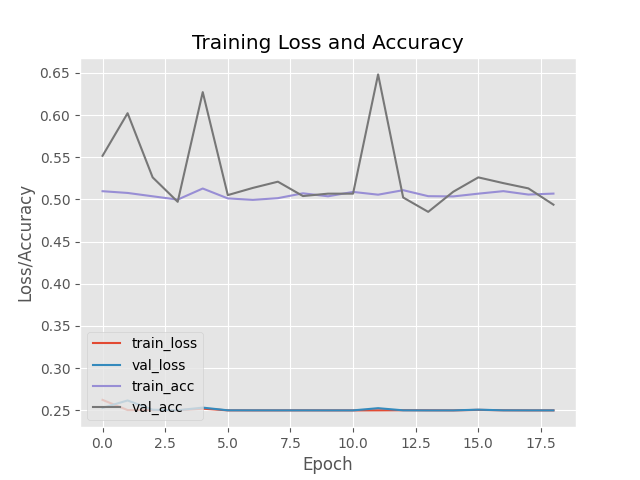 Training Loss and Accuracy
0.65
0.60
0.55
0.50
0.45
0.40
0.35
0.30
0.25
Loss/Accuracy
train_loss
val_loss
train_acc
val_acc
0.0 2.5 5.0 7.5 10.0 12.5 15.0 17.5
Epoch